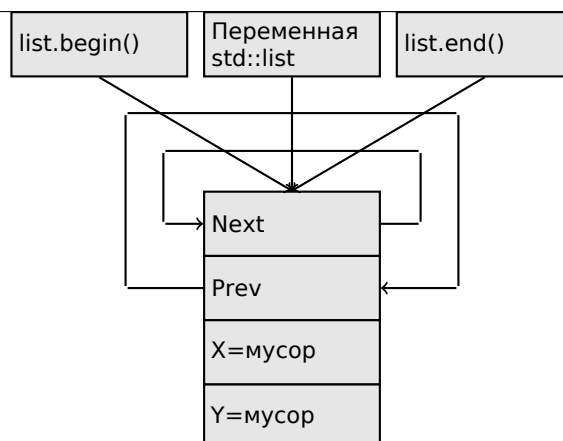 list.begin()
Переменная
std::list
list.end()
Next
Prev
X=мусор
Y=мусор